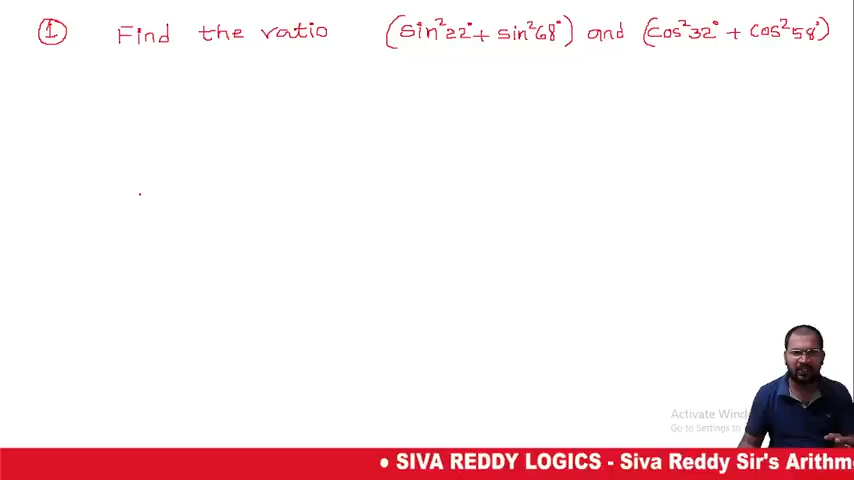 ① Find the ratio (sin²22° + sin²68°) and (cos²32° + cos²58°)
Activate Wind
Go to Settings to
• SIVA REDDY LOGICS - Siva Reddy Sir's Arithm